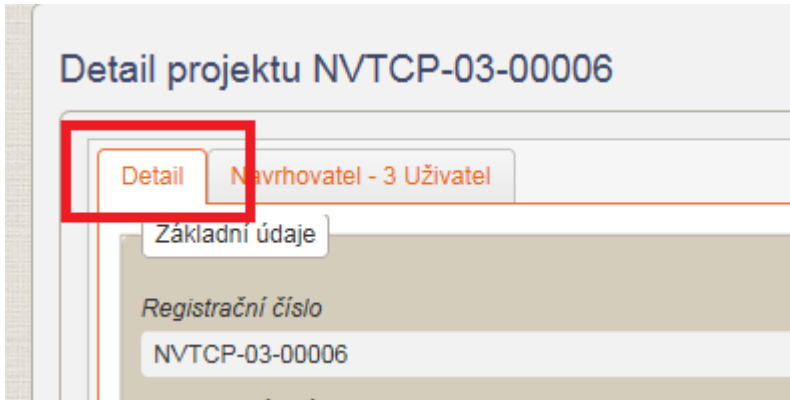 Detail projektu NVTCP-03-00006
Detail
Navrhovatel - 3 Uživatel
Základní údaje
Registrační číslo
NVTCP-03-00006